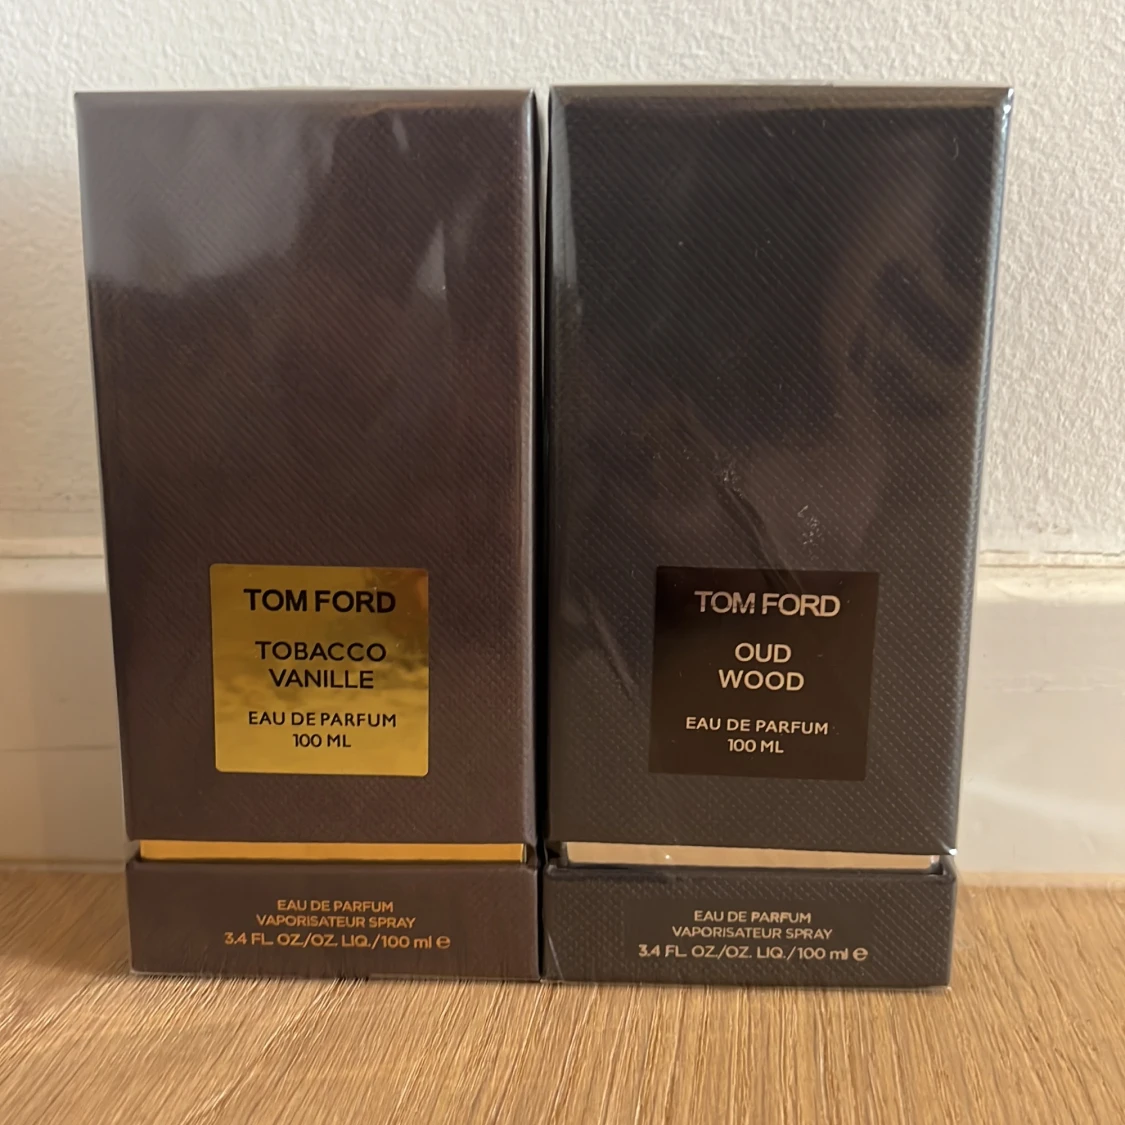 TOM FORD
TOBACCO
VANILLE
EAU DE PARFUM
100 ML
EAU DE PARFUM
VAPORISATEUR SPRAY
3.4 FL. OZ./OZ. LIQ./100 ml ℮
TOM FORD
OUD
WOOD
EAU DE PARFUM
100 ML
EAU DE PARFUM
VAPORISATEUR SPRAY
3.4 FL. OZ./OZ. LIQ./100 ml ℮